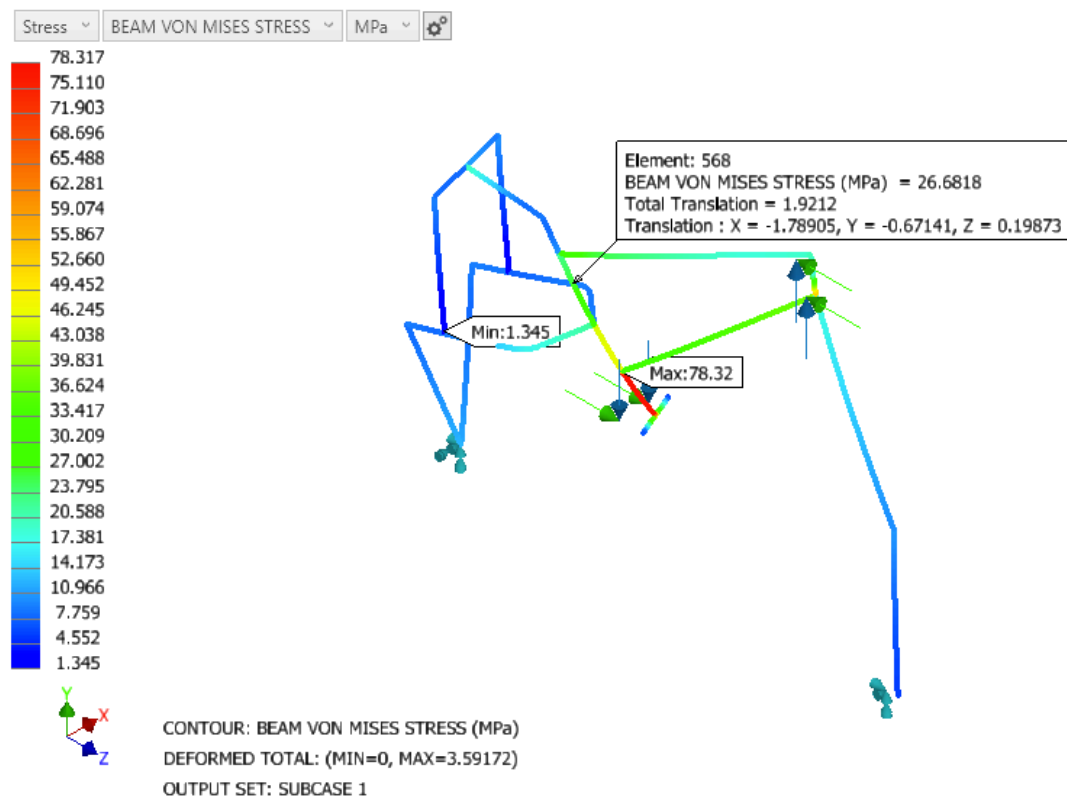 Stress BEAM VON MISES STRESS MPa
78.317
75.110
71.903
68.696
65.488
62.281
59.074
55.867
52.660
49.452
46.245
43.038
39.831
36.624
33.417
30.209
27.002
23.795
20.588
17.381
14.173
10.966
7.759
4.552
1.345
Element: 568
BEAM VON MISES STRESS (MPa) = 26.6818
Total Translation = 1.9212
Translation : X = -1.78905, Y = -0.67141, Z = 0.19873
Min:1.345
Max:78.32
Y
X
Z
CONTOUR: BEAM VON MISES STRESS (MPa)
DEFORMED TOTAL: (MIN=0, MAX=3.59172)
OUTPUT SET: SUBCASE 1